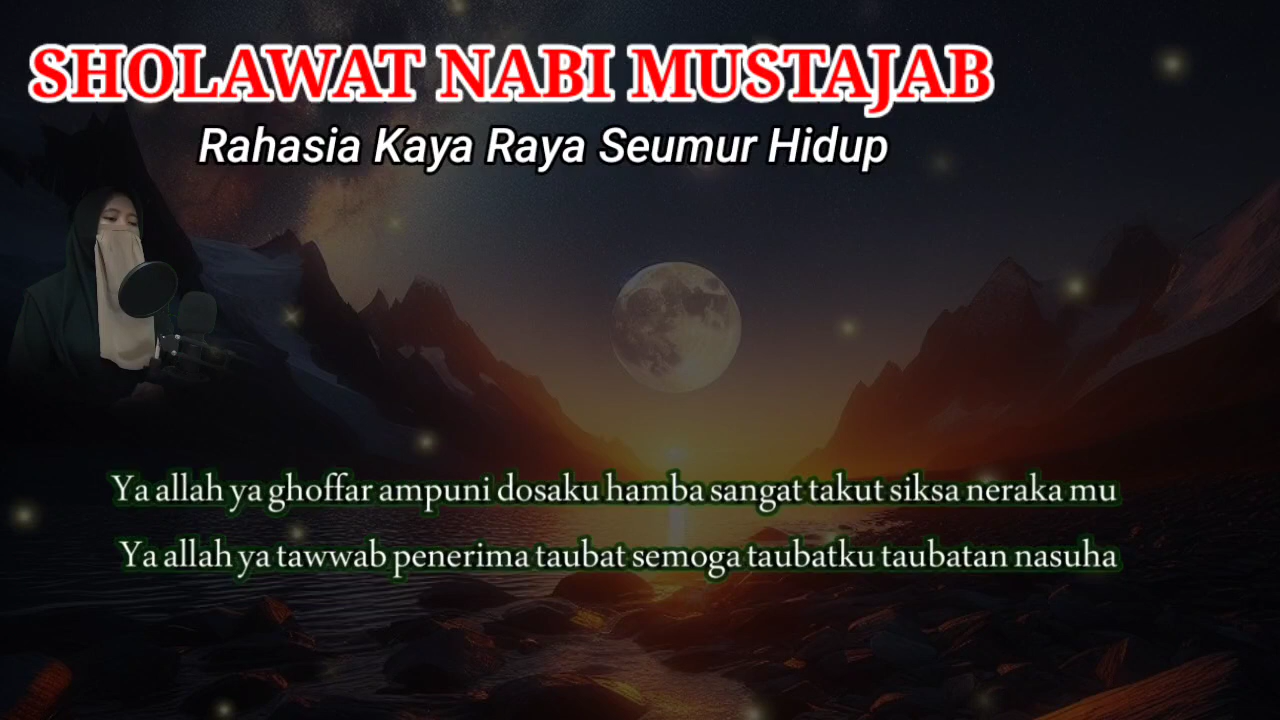 SHOLAWAT NABI MUSTAJAB
Rahasia Kaya Raya Seumur Hidup
Ya allah ya ghoffar ampuni dosaku hamba sangat takut siksa neraka mu
Ya allah ya tawwab penerima taubat semoga taubatku taubatan nasuha